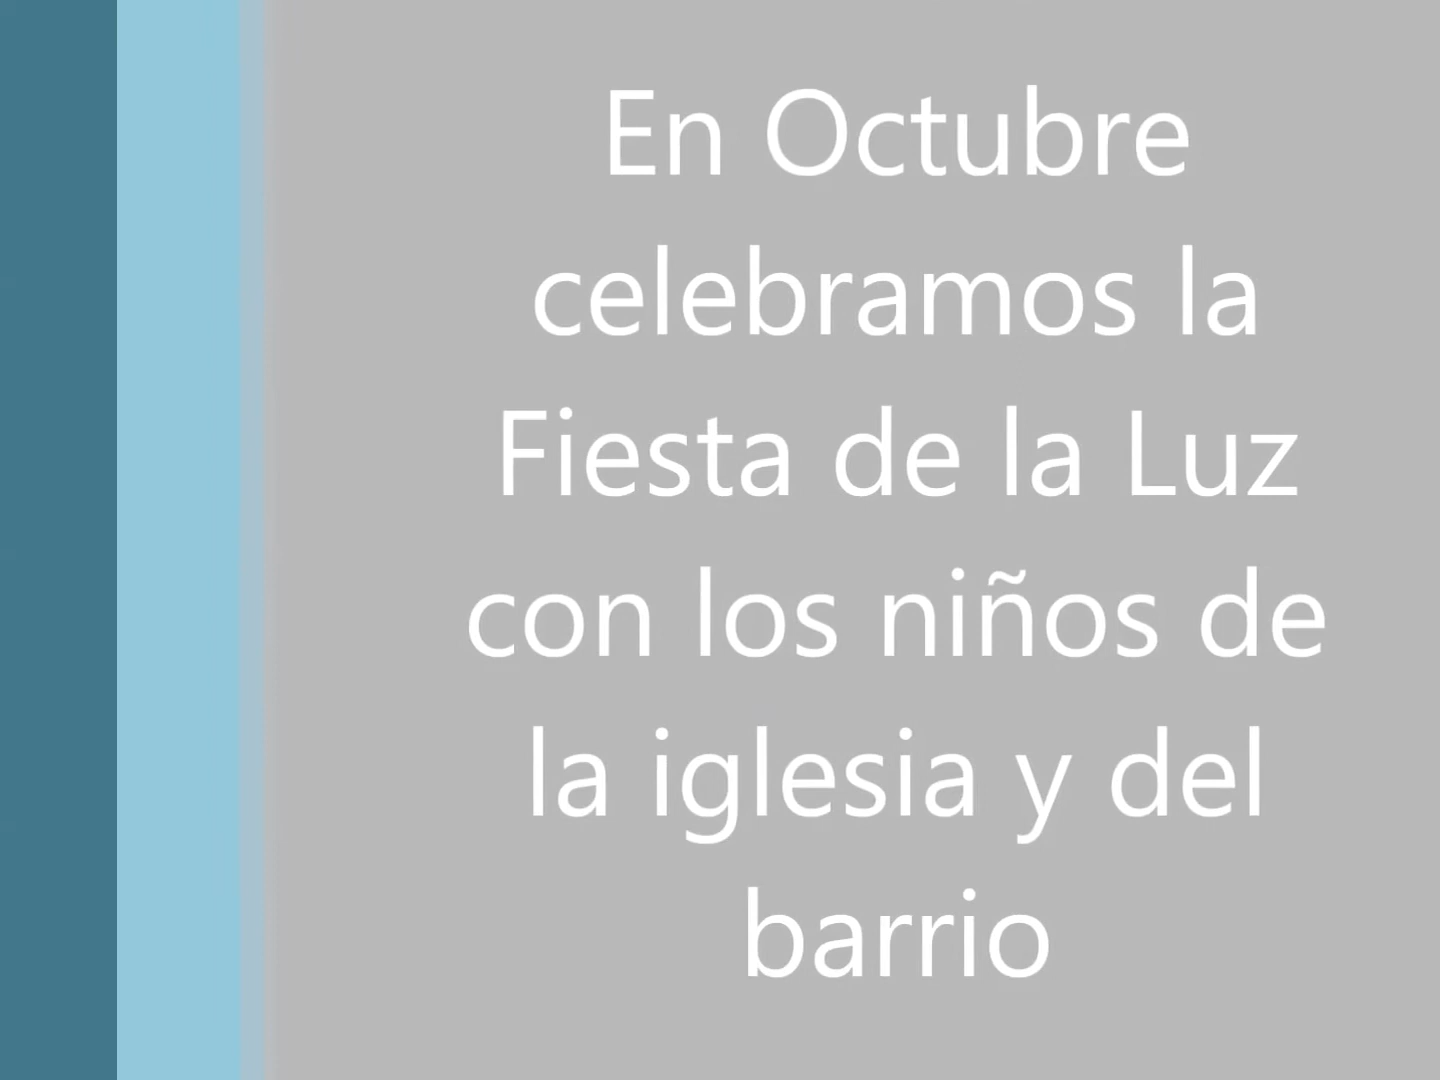 En Octubre
celebramos la
Fiesta de la Luz
con los niños de
la iglesia y del
barrio